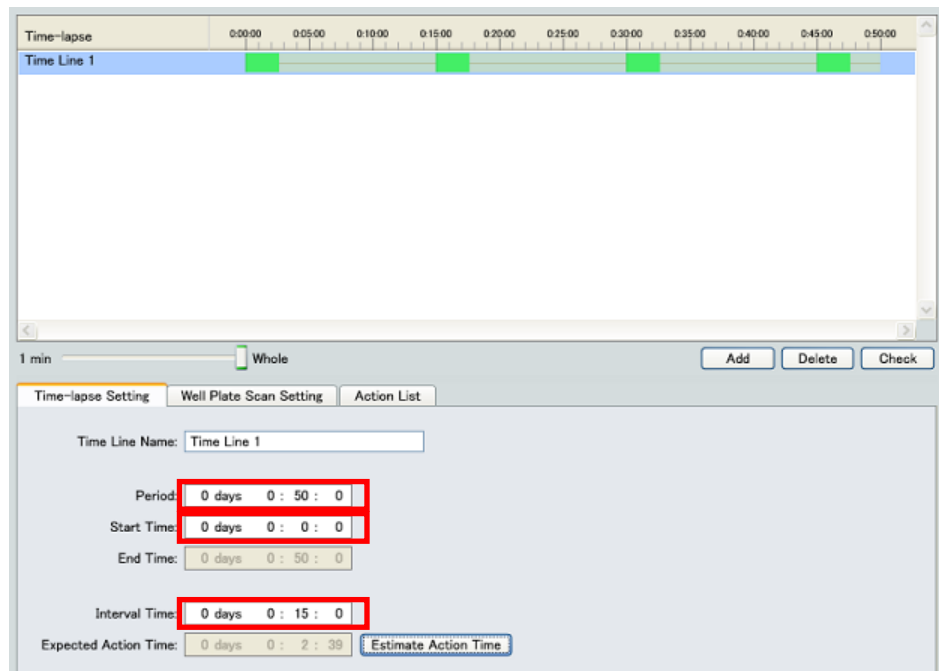 Time-lapse 0:00:00 0:05:00 0:10:00 0:15:00 0:20:00 0:25:00 0:30:00 0:35:00 0:40:00 0:45:00 0:50:00
Time Line 1
1 min Whole Add Delete Check
Time-lapse Setting Well Plate Scan Setting Action List
Time Line Name: Time Line 1
Period: 0 days 0 : 50 : 0
Start Time: 0 days 0 : 0 : 0
End Time: 0 days 0 : 50 : 0
Interval Time: 0 days 0 : 15 : 0
Expected Action Time: 0 days 0 : 2 : 39 Estimate Action Time